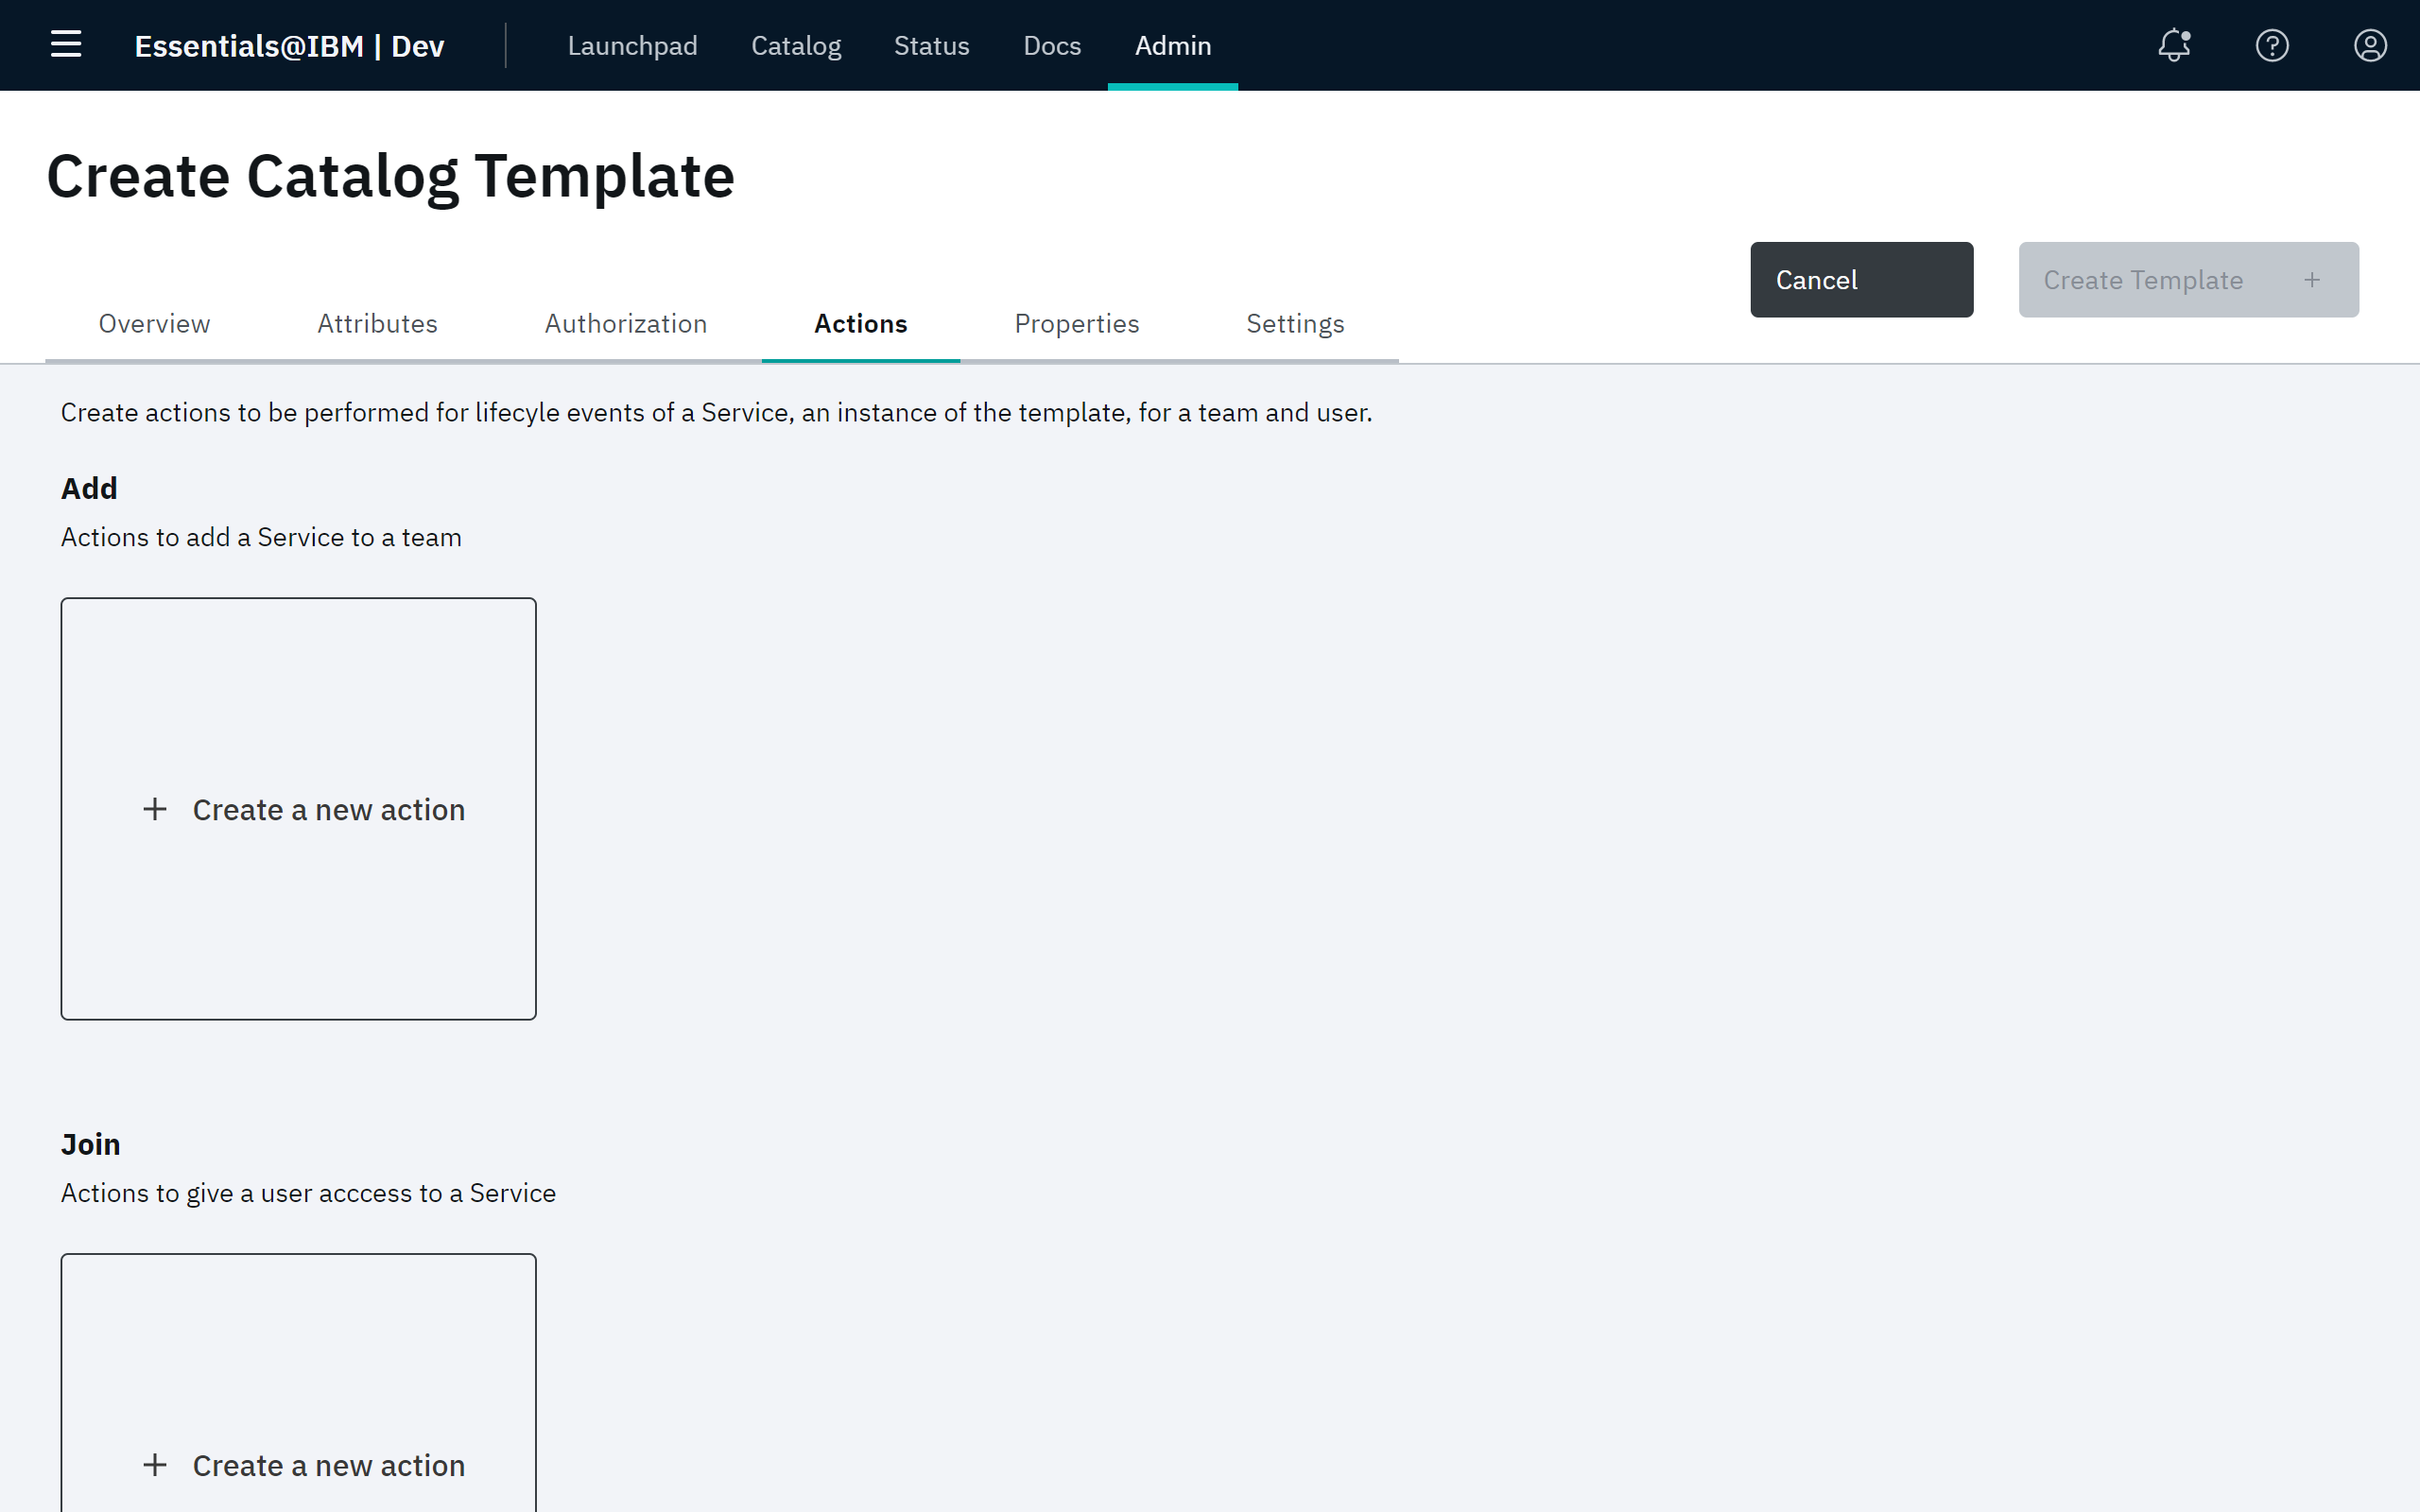 Essentials@IBM | Dev Launchpad Catalog Status Docs Admin
Create Catalog Template
Cancel Create Template
Overview Attributes Authorization Actions Properties Settings
Create actions to be performed for lifecyle events of a Service, an instance of the template, for a team and user.
Add
Actions to add a Service to a team
Create a new action
Join
Actions to give a user acccess to a Service
Create a new action